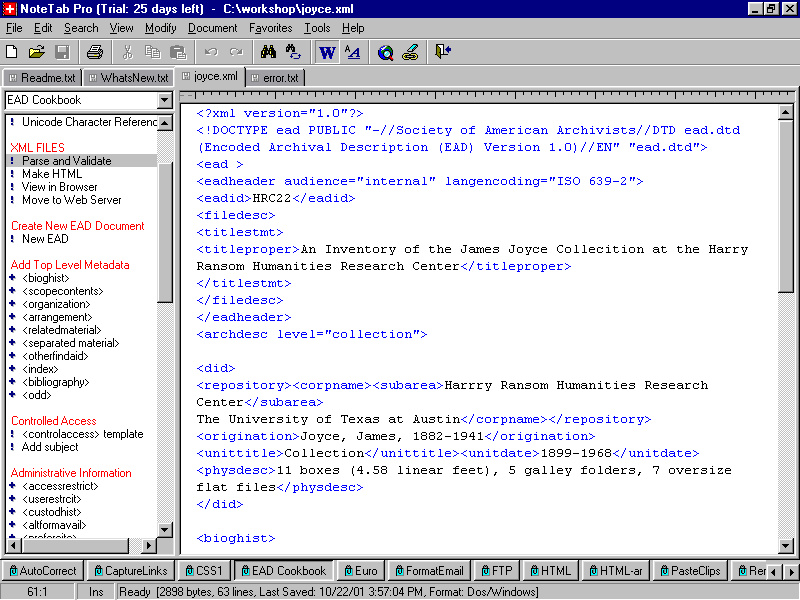 NoteTab Pro (Trial: 25 days left) - C:\workshop\joyce.xml
File Edit Search View Modify Document Favorites Tools Help
Readme.txt WhatsNew.txt joyce.xml error.txt
EAD Cookbook
! Unicode Character Referenc
XML FILES
! Parse and Validate
! Make HTML
! View in Browser
! Move to Web Server
Create New EAD Document
! New EAD
Add Top Level Metadata
+ <bioghist>
+ <scopecontents>
+ <organization>
+ <arrangement>
+ <relatedmaterial>
+ <separated material>
+ <otherfindaid>
+ <index>
+ <bibliography>
+ <odd>
Controlled Access
! <controlaccess> template
! Add subject
Administrative Information
+ <accessrestrict>
+ <userestrcit>
+ <custodhist>
+ <altformavail>
<?xml version="1.0"?>
<!DOCTYPE ead PUBLIC "-//Society of American Archivists//DTD ead.dtd
(Encoded Archival Description (EAD) Version 1.0)//EN" "ead.dtd">
<ead >
<eadheader audience="internal" langencoding="ISO 639-2">
<eadid>HRC22</eadid>
<filedesc>
<titlestmt>
<titleproper>An Inventory of the James Joyce Collecition at the Harry
Ransom Humanities Research Center</titleproper>
</titlestmt>
</filedesc>
</eadheader>
<archdesc level="collection">
<did>
<repository><corpname><subarea>Harrry Ransom Humanities Research
Center</subarea>
The University of Texas at Austin</corpname></repository>
<origination>Joyce, James, 1882-1941</origination>
<unittitle>Collection</unittitle><unitdate>1899-1968</unitdate>
<physdesc>11 boxes (4.58 linear feet), 5 galley folders, 7 oversize
flat files</physdesc>
</did>
<bioghist>
AutoCorrect CaptureLinks CSS1 EAD Cookbook Euro FormatEmail FTP HTML HTML-ar PasteClips Rer
61:1 Ins Ready [2898 bytes, 63 lines, Last Saved: 10/22/01 3:57:04 PM, Format: Dos/Windows]